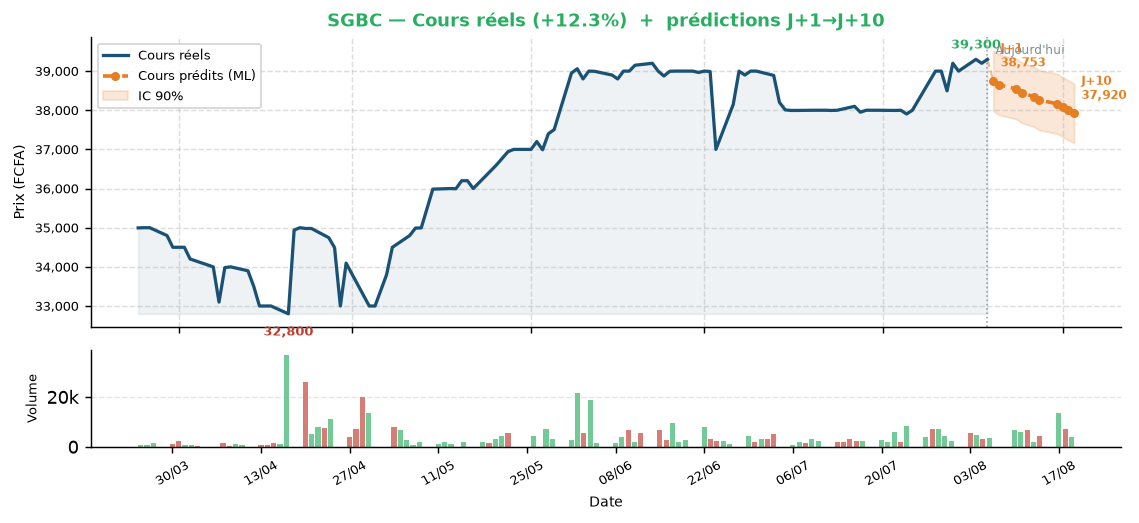 SGBC — Cours réels (+12.3%) + prédictions J+1→J+10
Cours réels
Cours prédits (ML)
IC 90%
39,300
J+1
38,753
Aujourd'hui
J+10
37,920
32,800
Prix (FCFA)
39,000
38,000
37,000
36,000
35,000
34,000
33,000
Volume
20k
0
30/03
13/04
27/04
11/05
25/05
08/06
22/06
06/07
20/07
03/08
17/08
Date